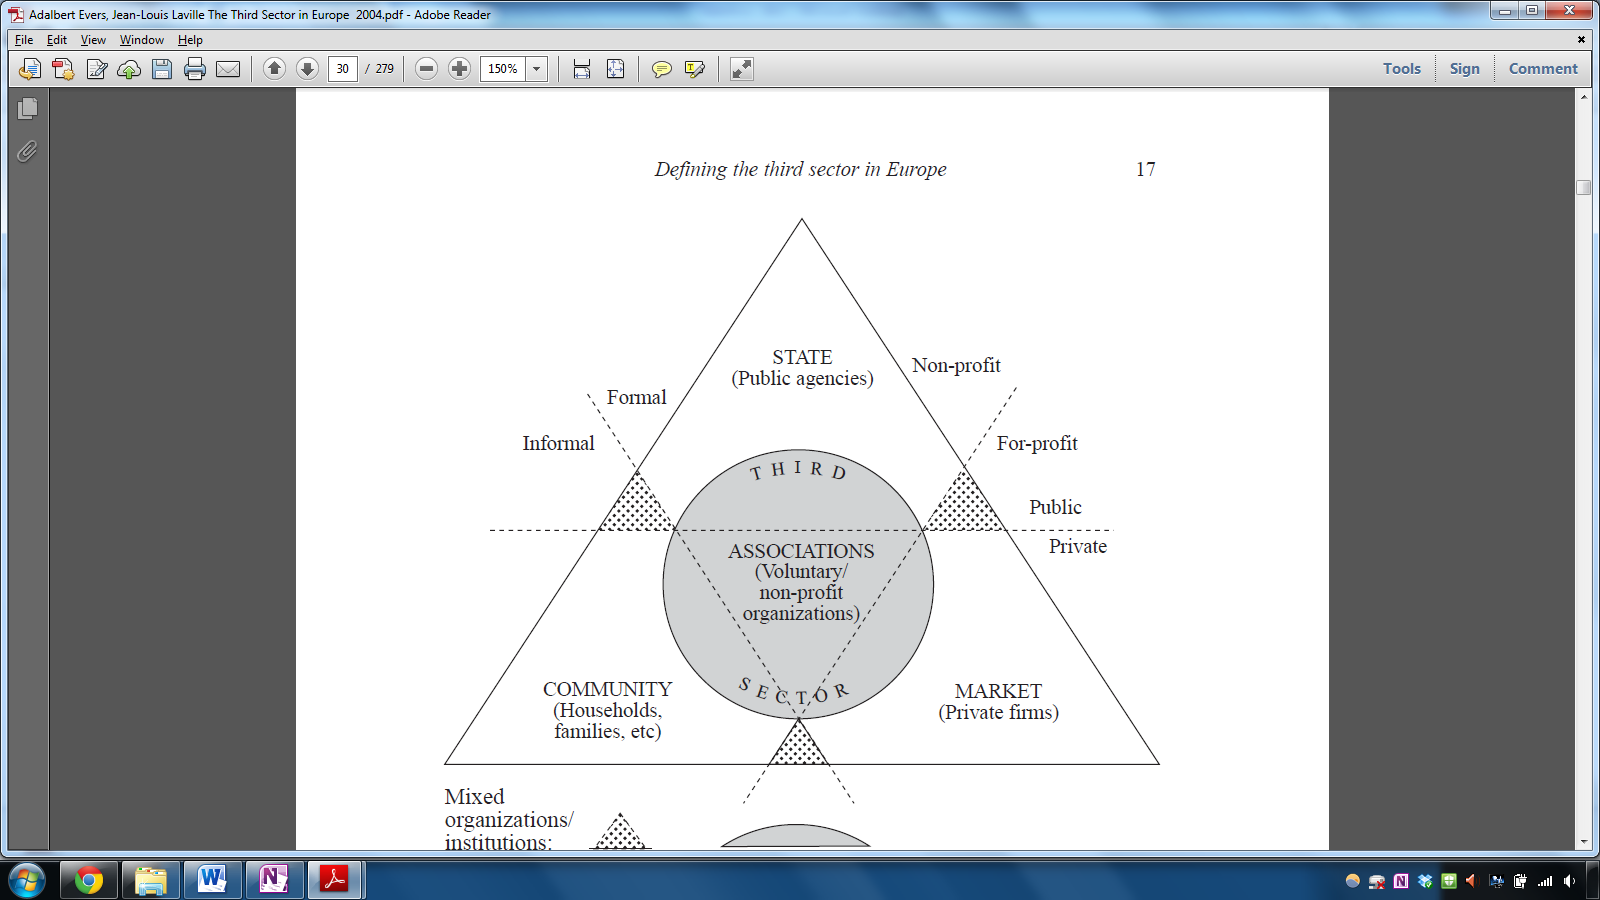 Adalbert Evers, Jean-Louis Laville The Third Sector in Europe  2004.pdf - Adobe Reader
File Edit View Window Help
30 / 279 150% Tools Sign Comment
Defining the third sector in Europe 17
STATE
(Public agencies)
Non-profit
Formal
Informal
For-profit
THIRD
Public
Private
ASSOCIATIONS
(Voluntary/
non-profit
organizations)
SECTOR
COMMUNITY
(Households,
families, etc)
MARKET
(Private firms)
Mixed
organizations/
institutions: